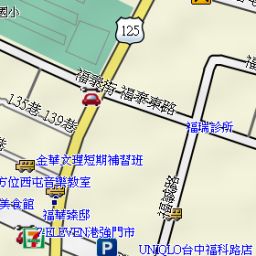 國小
125
福泰街
福泰東路
135巷
139巷
福瑞診所
金華文理短期補習班
方位西屯音樂教室
美食館
福華臻邸
7-ELEVEN港強門市
P
UNIQLO台中福科路店